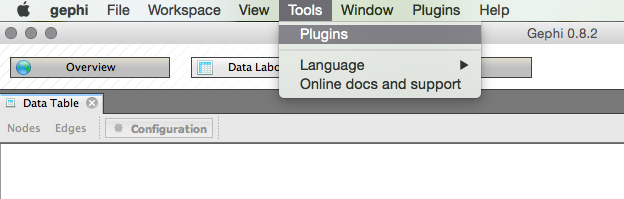 gephi File Workspace View Tools Window Plugins Help
Plugins
Gephi 0.8.2
Language
Overview
Data Labo
Online docs and support
Data Table
Nodes Edges Configuration